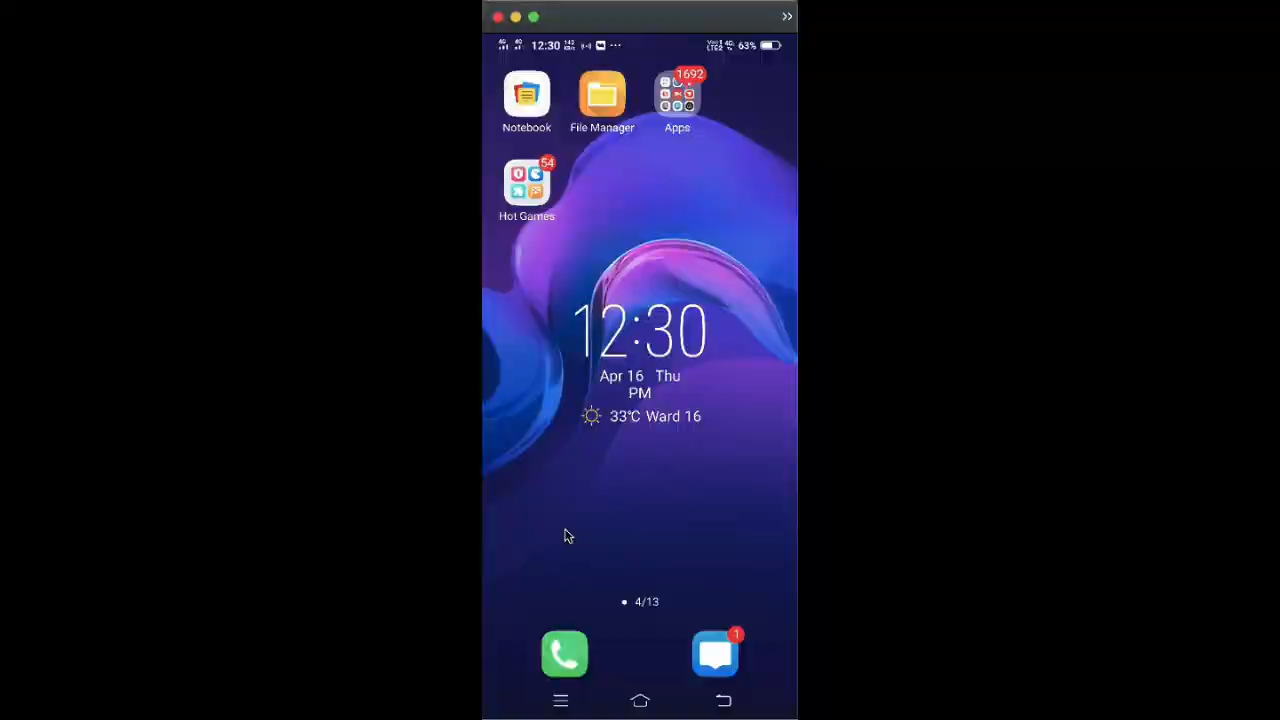 12:30
63%
1692
Notebook
File Manager
Apps
54
Hot Games
12:30
Apr 16 Thu
PM
33℃ Ward 16
4/13
1